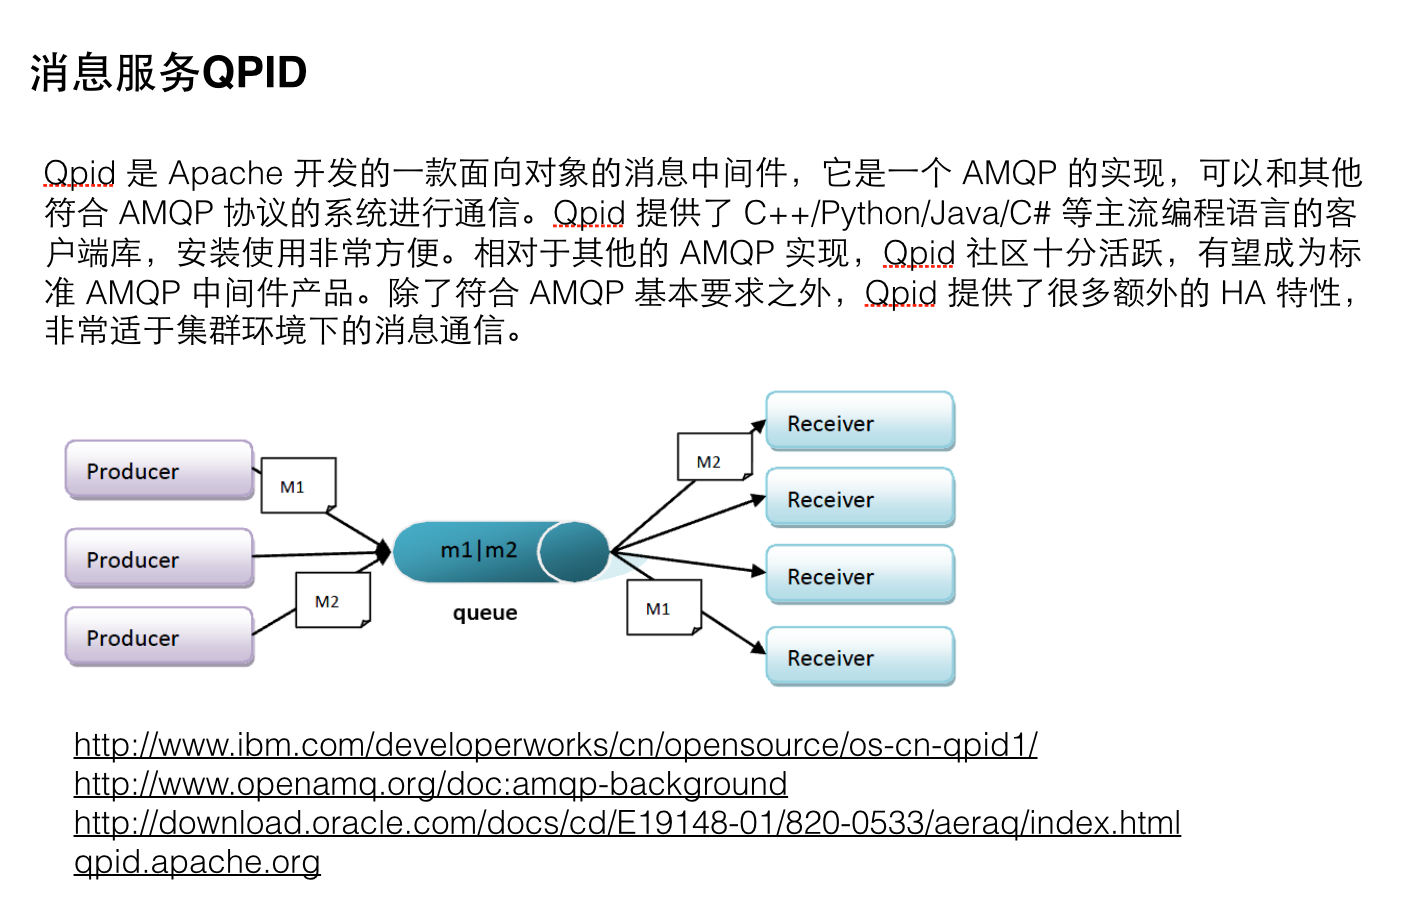 消息服务QPID
Qpid 是 Apache 开发的一款面向对象的消息中间件，它是一个 AMQP 的实现，可以和其他
符合 AMQP 协议的系统进行通信。Qpid 提供了 C++/Python/Java/C# 等主流编程语言的客
户端库，安装使用非常方便。相对于其他的 AMQP 实现，Qpid 社区十分活跃，有望成为标
准 AMQP 中间件产品。除了符合 AMQP 基本要求之外，Qpid 提供了很多额外的 HA 特性，
非常适于集群环境下的消息通信。
Producer
M1
Producer
M2
Producer
m1|m2
queue
M2
M1
Receiver
Receiver
Receiver
Receiver
http://www.ibm.com/developerworks/cn/opensource/os-cn-qpid1/
http://www.openamq.org/doc:amqp-background
http://download.oracle.com/docs/cd/E19148-01/820-0533/aeraq/index.html
qpid.apache.org